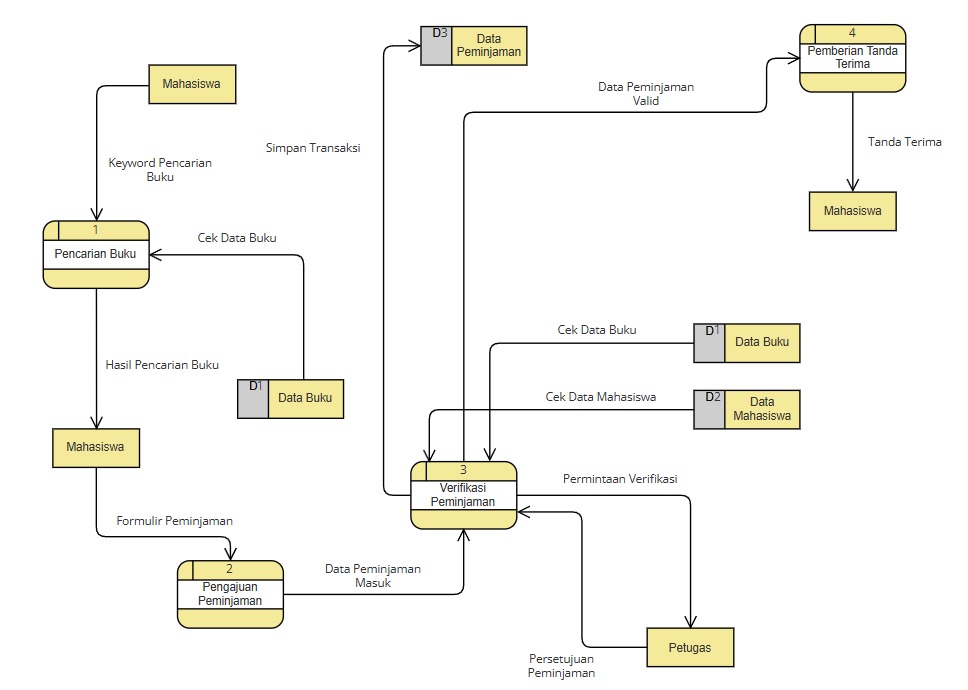 D3
Data
Peminjaman
4
Pemberian Tanda
Terima
Mahasiswa
Data Peminjaman
Valid
Simpan Transaksi
Tanda Terima
Keyword Pencarian
Buku
Mahasiswa
1
Pencarian Buku
Cek Data Buku
D1
Data Buku
Cek Data Buku
Hasil Pencarian Buku
D1
Data Buku
D2
Data
Mahasiswa
Cek Data Mahasiswa
Mahasiswa
3
Verifikasi
Peminjaman
Permintaan Verifikasi
Formulir Peminjaman
2
Pengajuan
Peminjaman
Data Peminjaman
Masuk
Petugas
Persetujuan
Peminjaman